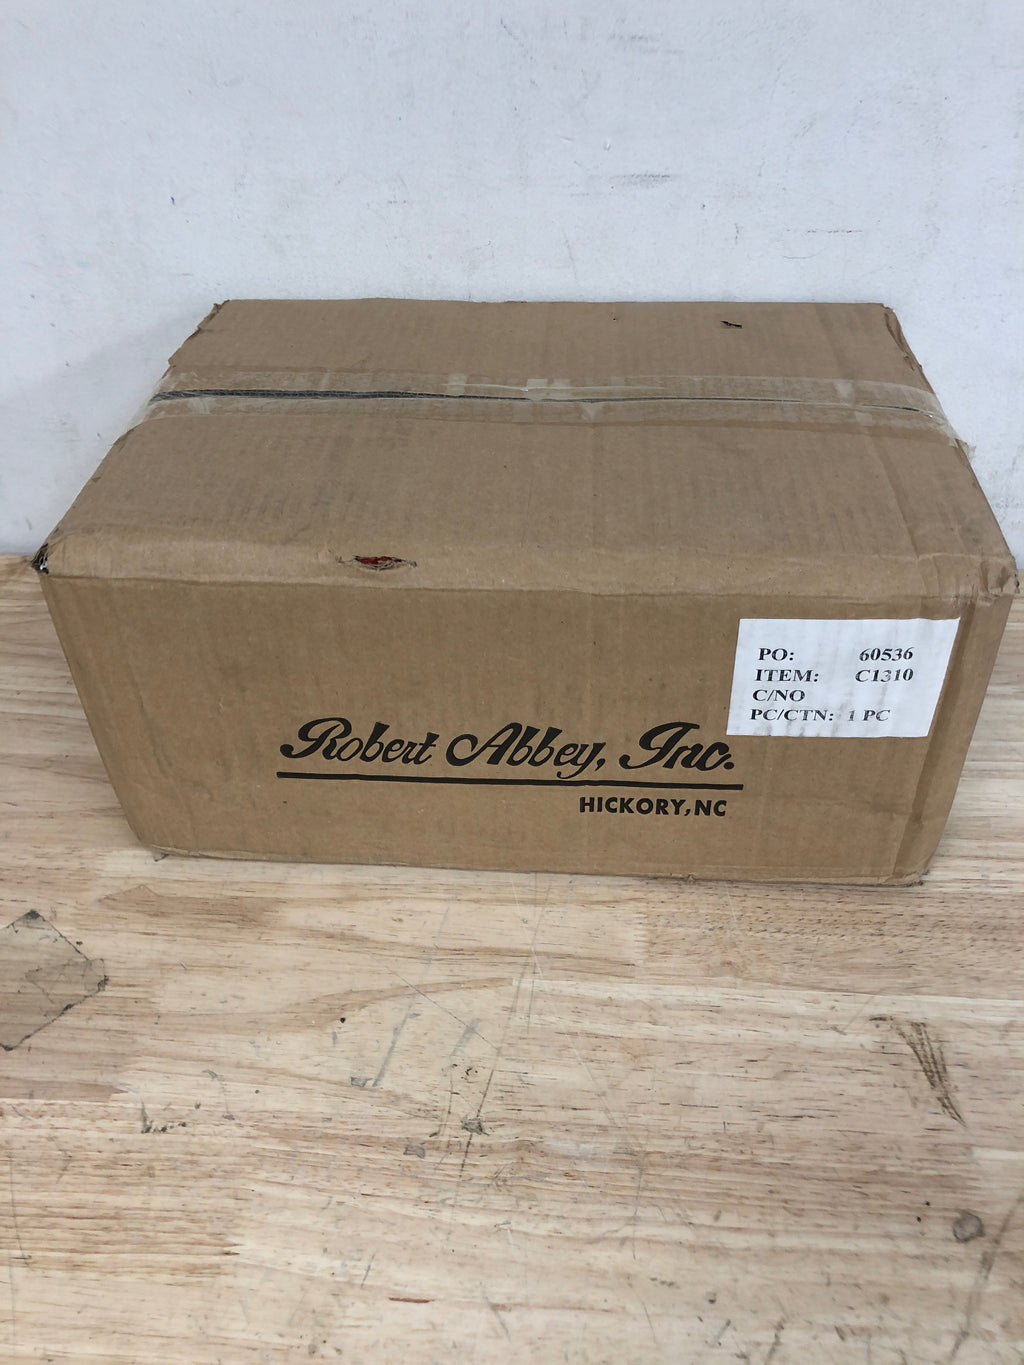 PO: 60536
ITEM: C1310
C/NO
PC/CTN: 1 PC
Robert Abbey, Inc.
HICKORY, NC